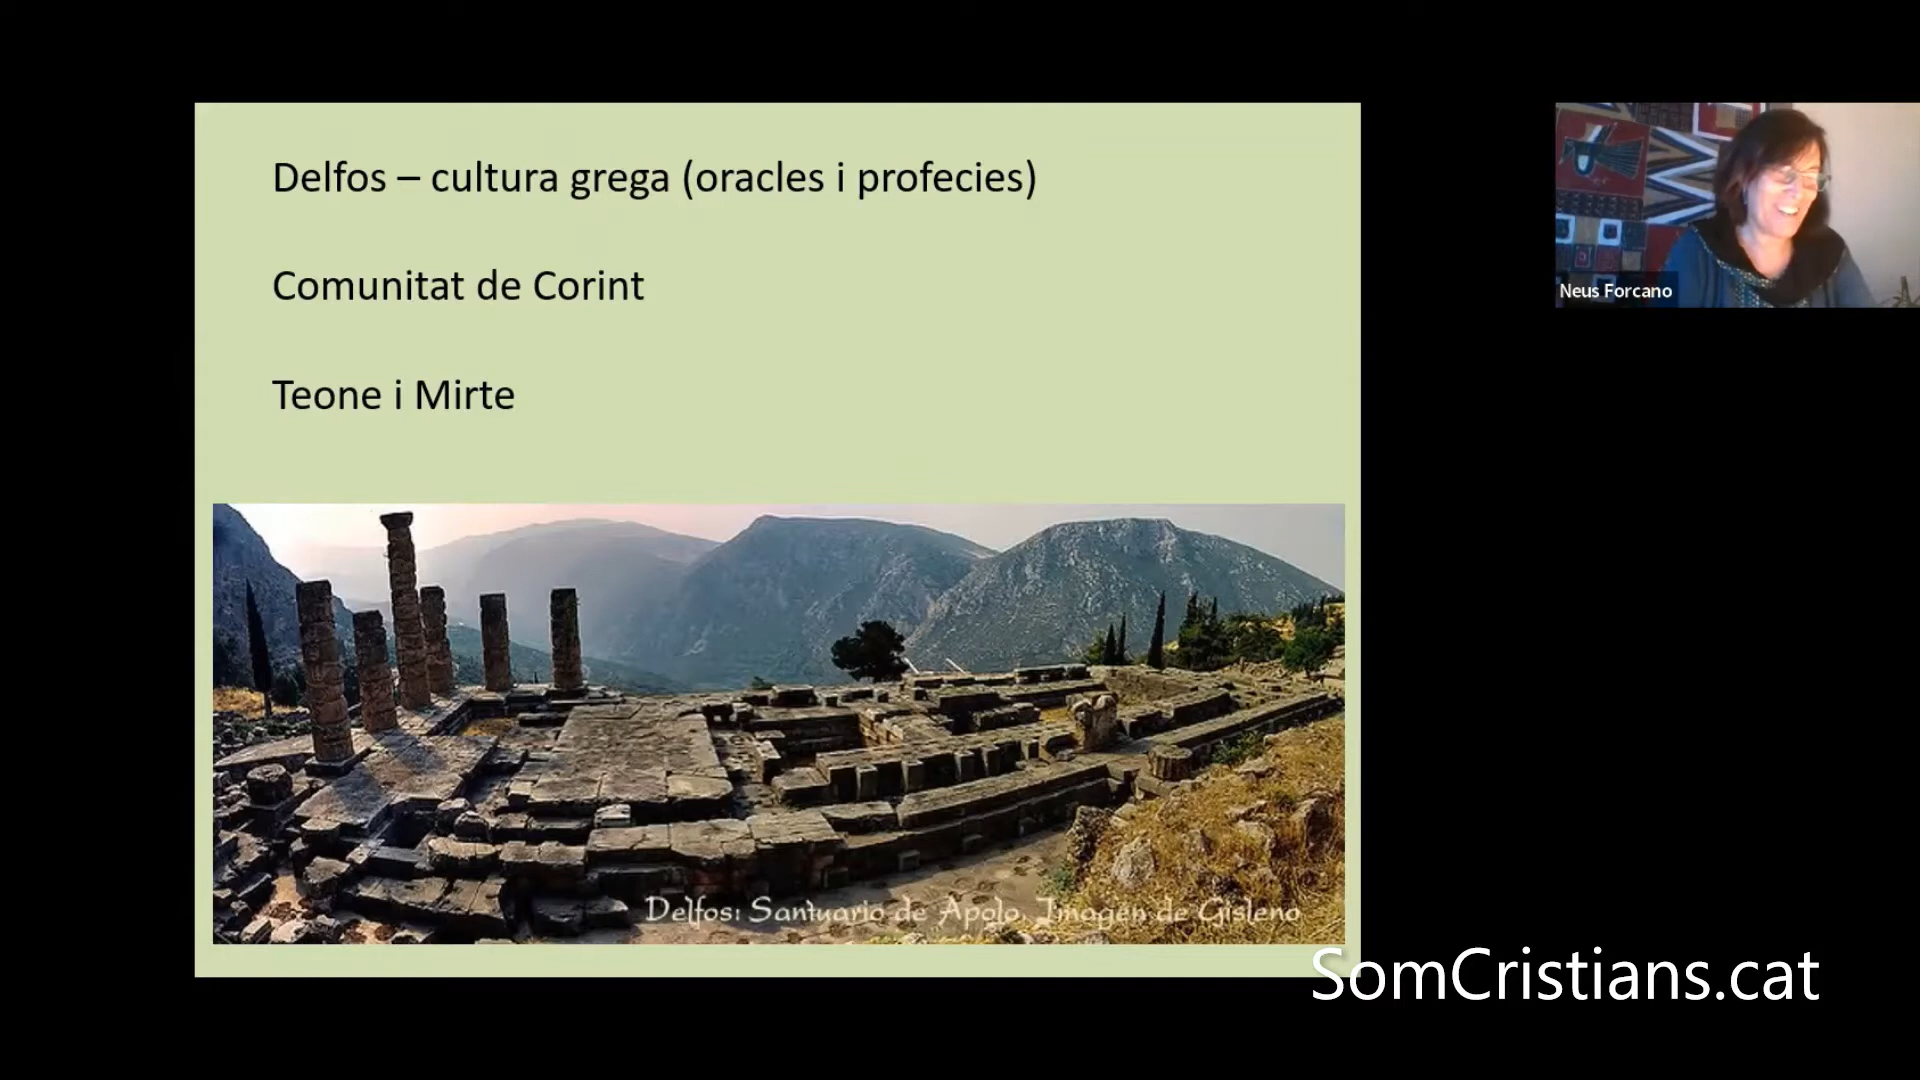 Delfos – cultura grega (oracles i profecies)
Comunitat de Corint
Teone i Mirte
Neus Forcano
Delfos: Santuario de Apolo. Imagen de Gisleno
SomCristians.cat